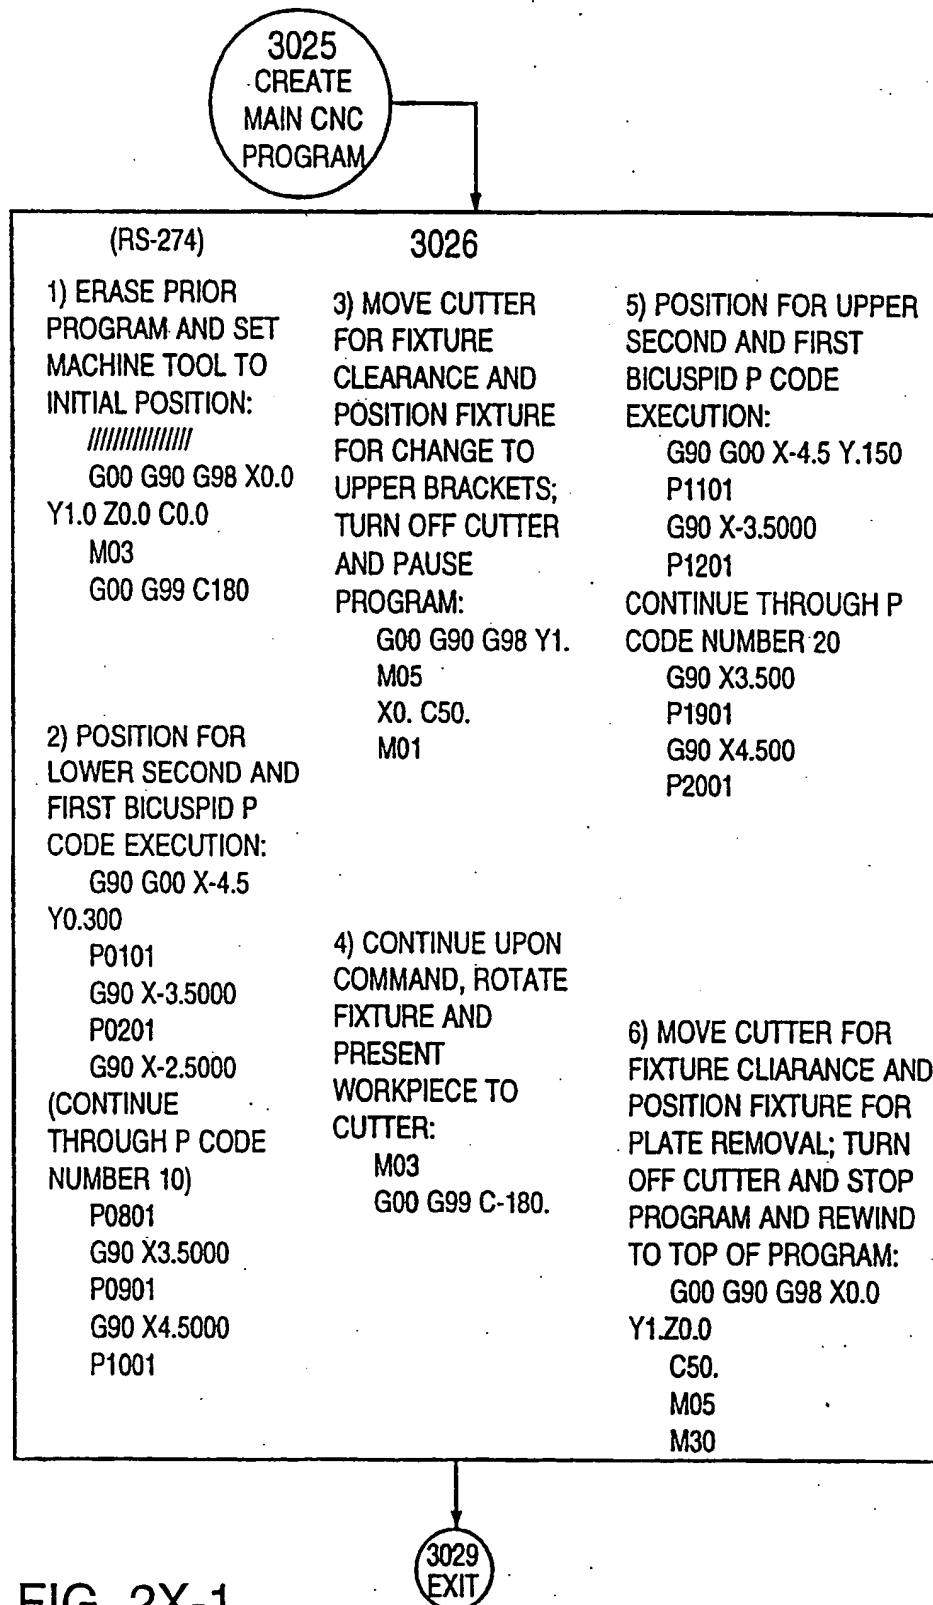 3025
CREATE
MAIN CNC
PROGRAM
(RS-274)
3026
1) ERASE PRIOR
PROGRAM AND SET
MACHINE TOOL TO
INITIAL POSITION:
////////////////
G00 G90 G98 X0.0
Y1.0 Z0.0 C0.0
M03
G00 G99 C180
2) POSITION FOR
LOWER SECOND AND
FIRST BICUSPID P
CODE EXECUTION:
G90 G00 X-4.5
Y0.300
P0101
G90 X-3.5000
P0201
G90 X-2.5000
(CONTINUE
THROUGH P CODE
NUMBER 10)
P0801
G90 X3.5000
P0901
G90 X4.5000
P1001
3) MOVE CUTTER
FOR FIXTURE
CLEARANCE AND
POSITION FIXTURE
FOR CHANGE TO
UPPER BRACKETS;
TURN OFF CUTTER
AND PAUSE
PROGRAM:
G00 G90 G98 Y1.
M05
X0. C50.
M01
4) CONTINUE UPON
COMMAND, ROTATE
FIXTURE AND
PRESENT
WORKPIECE TO
CUTTER:
M03
G00 G99 C-180.
5) POSITION FOR UPPER
SECOND AND FIRST
BICUSPID P CODE
EXECUTION:
G90 G00 X-4.5 Y.150
P1101
G90 X-3.5000
P1201
CONTINUE THROUGH P
CODE NUMBER 20
G90 X3.500
P1901
G90 X4.500
P2001
6) MOVE CUTTER FOR
FIXTURE CLIARANCE AND
POSITION FIXTURE FOR
PLATE REMOVAL; TURN
OFF CUTTER AND STOP
PROGRAM AND REWIND
TO TOP OF PROGRAM:
G00 G90 G98 X0.0
Y1.Z0.0
C50.
M05
M30
3029
EXIT
FIG. 2X-1